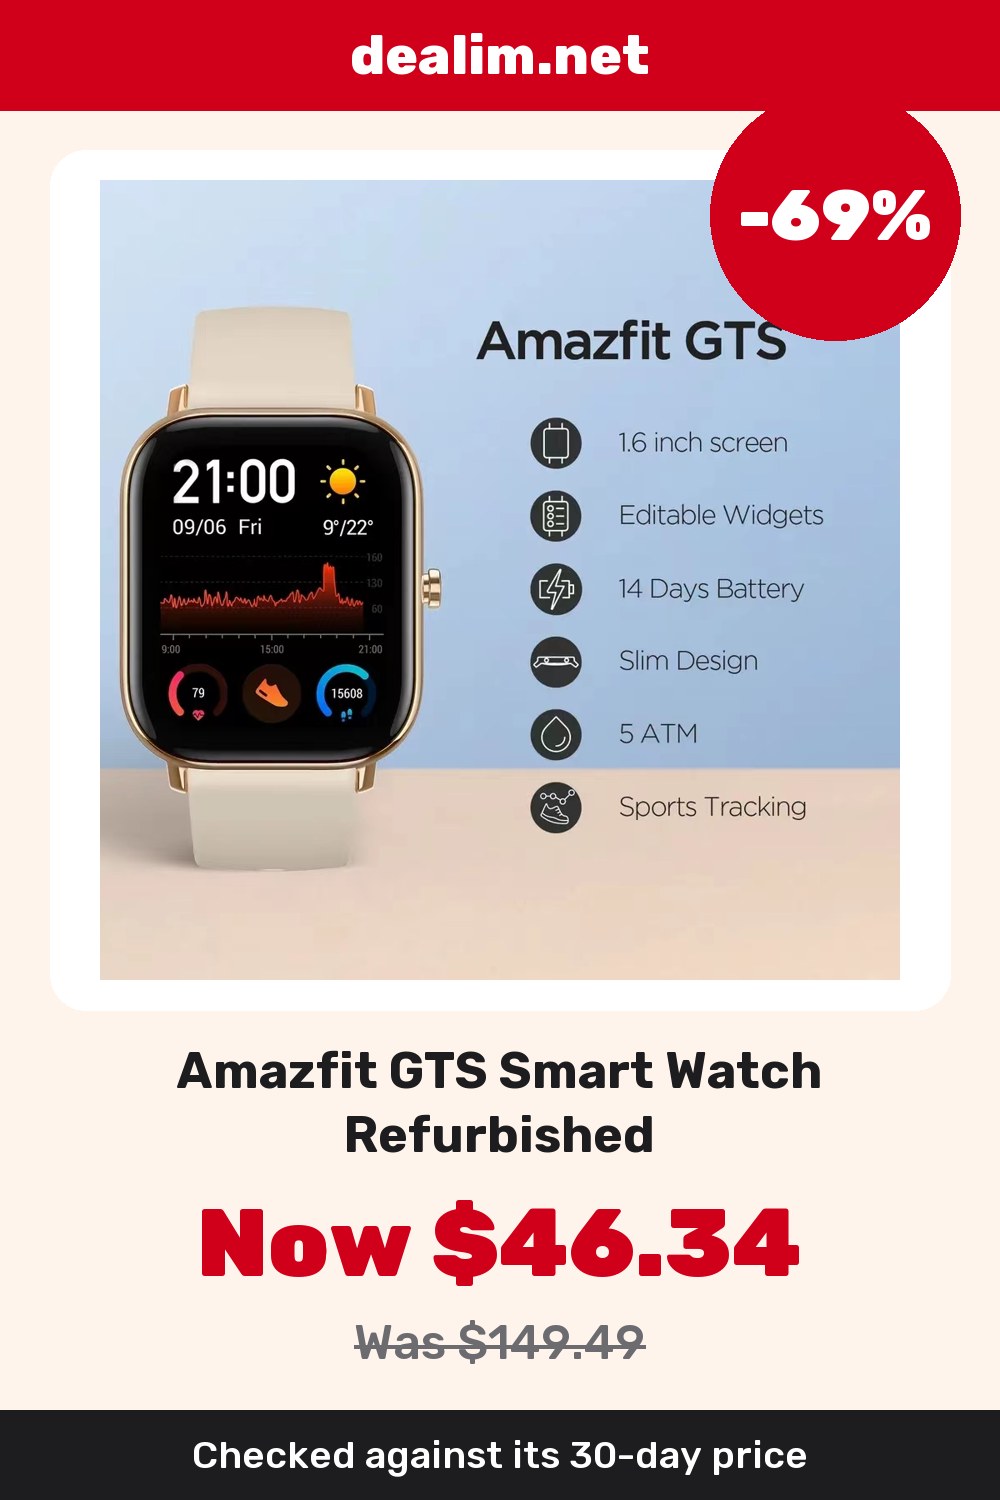 dealim.net
-69%
Amazfit GTS
1.6 inch screen
Editable Widgets
14 Days Battery
Slim Design
5 ATM
Sports Tracking
21:00
09/06 Fri 9°/22°
160
130
60
9:00 15:00 21:00
79 15608
Amazfit GTS Smart Watch
Refurbished
Now $46.34
Was $149.49
Checked against its 30-day price